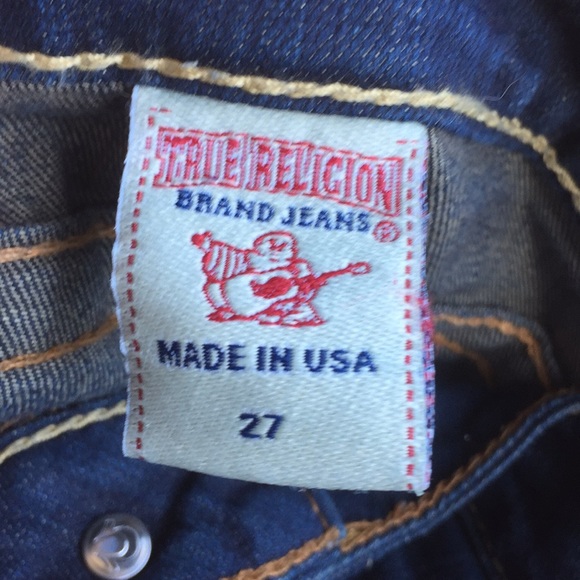 TRUE RELIGION
BRAND JEANS®
MADE IN USA
27